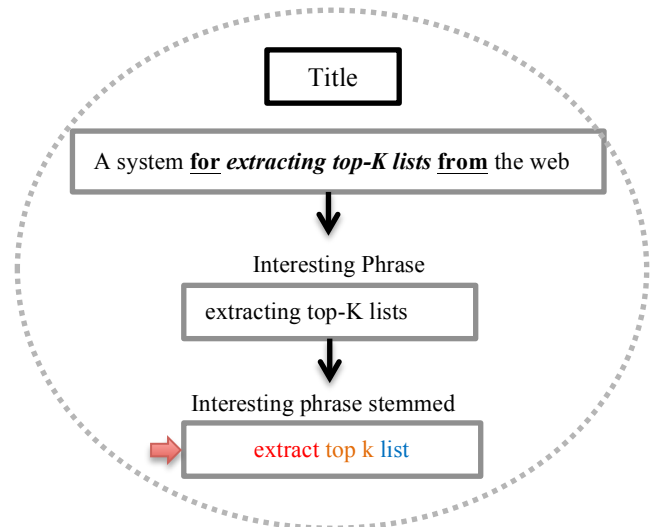 Title
A system for extracting top-K lists from the web
Interesting Phrase
extracting top-K lists
Interesting phrase stemmed
extract top k list